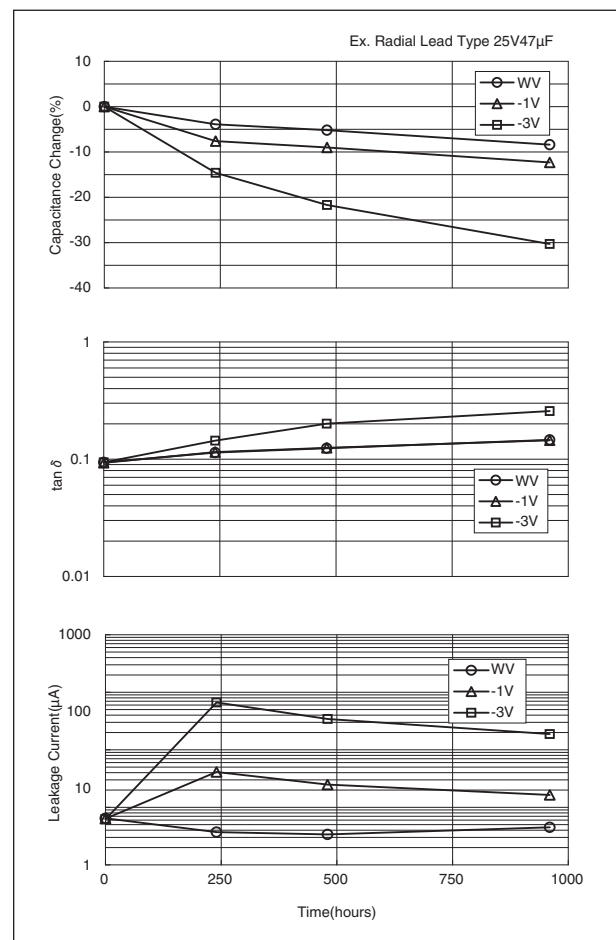 Ex. Radial Lead Type 25V47μF
10
0
-10
-20
-30
-40
Capacitance Change(%)
WV
-1V
-3V
1
0.1
0.01
tan δ
WV
-1V
-3V
1000
100
10
1
Leakage Current(μA)
WV
-1V
-3V
0 250 500 750 1000
Time(hours)